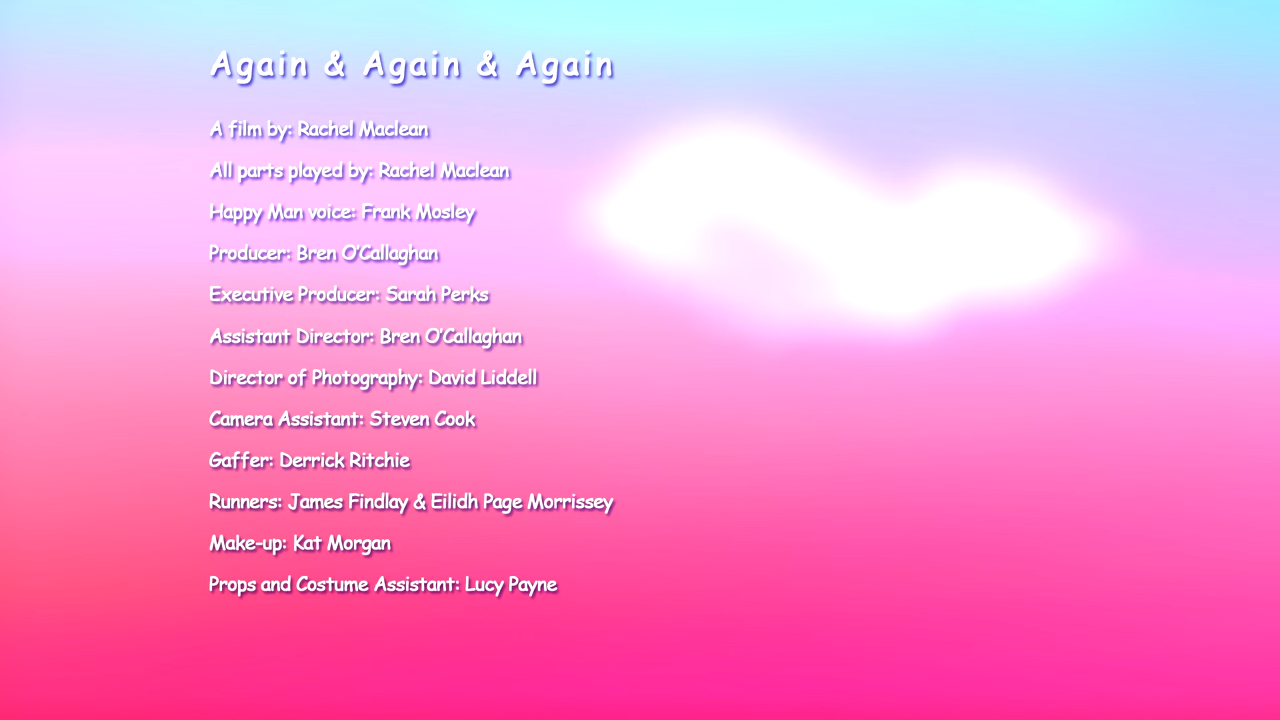 Again & Again & Again
A film by: Rachel Maclean
All parts played by: Rachel Maclean
Happy Man voice: Frank Mosley
Producer: Bren O'Callaghan
Executive Producer: Sarah Perks
Assistant Director: Bren O'Callaghan
Director of Photography: David Liddell
Camera Assistant: Steven Cook
Gaffer: Derrick Ritchie
Runners: James Findlay & Eilidh Page Morrissey
Make-up: Kat Morgan
Props and Costume Assistant: Lucy Payne